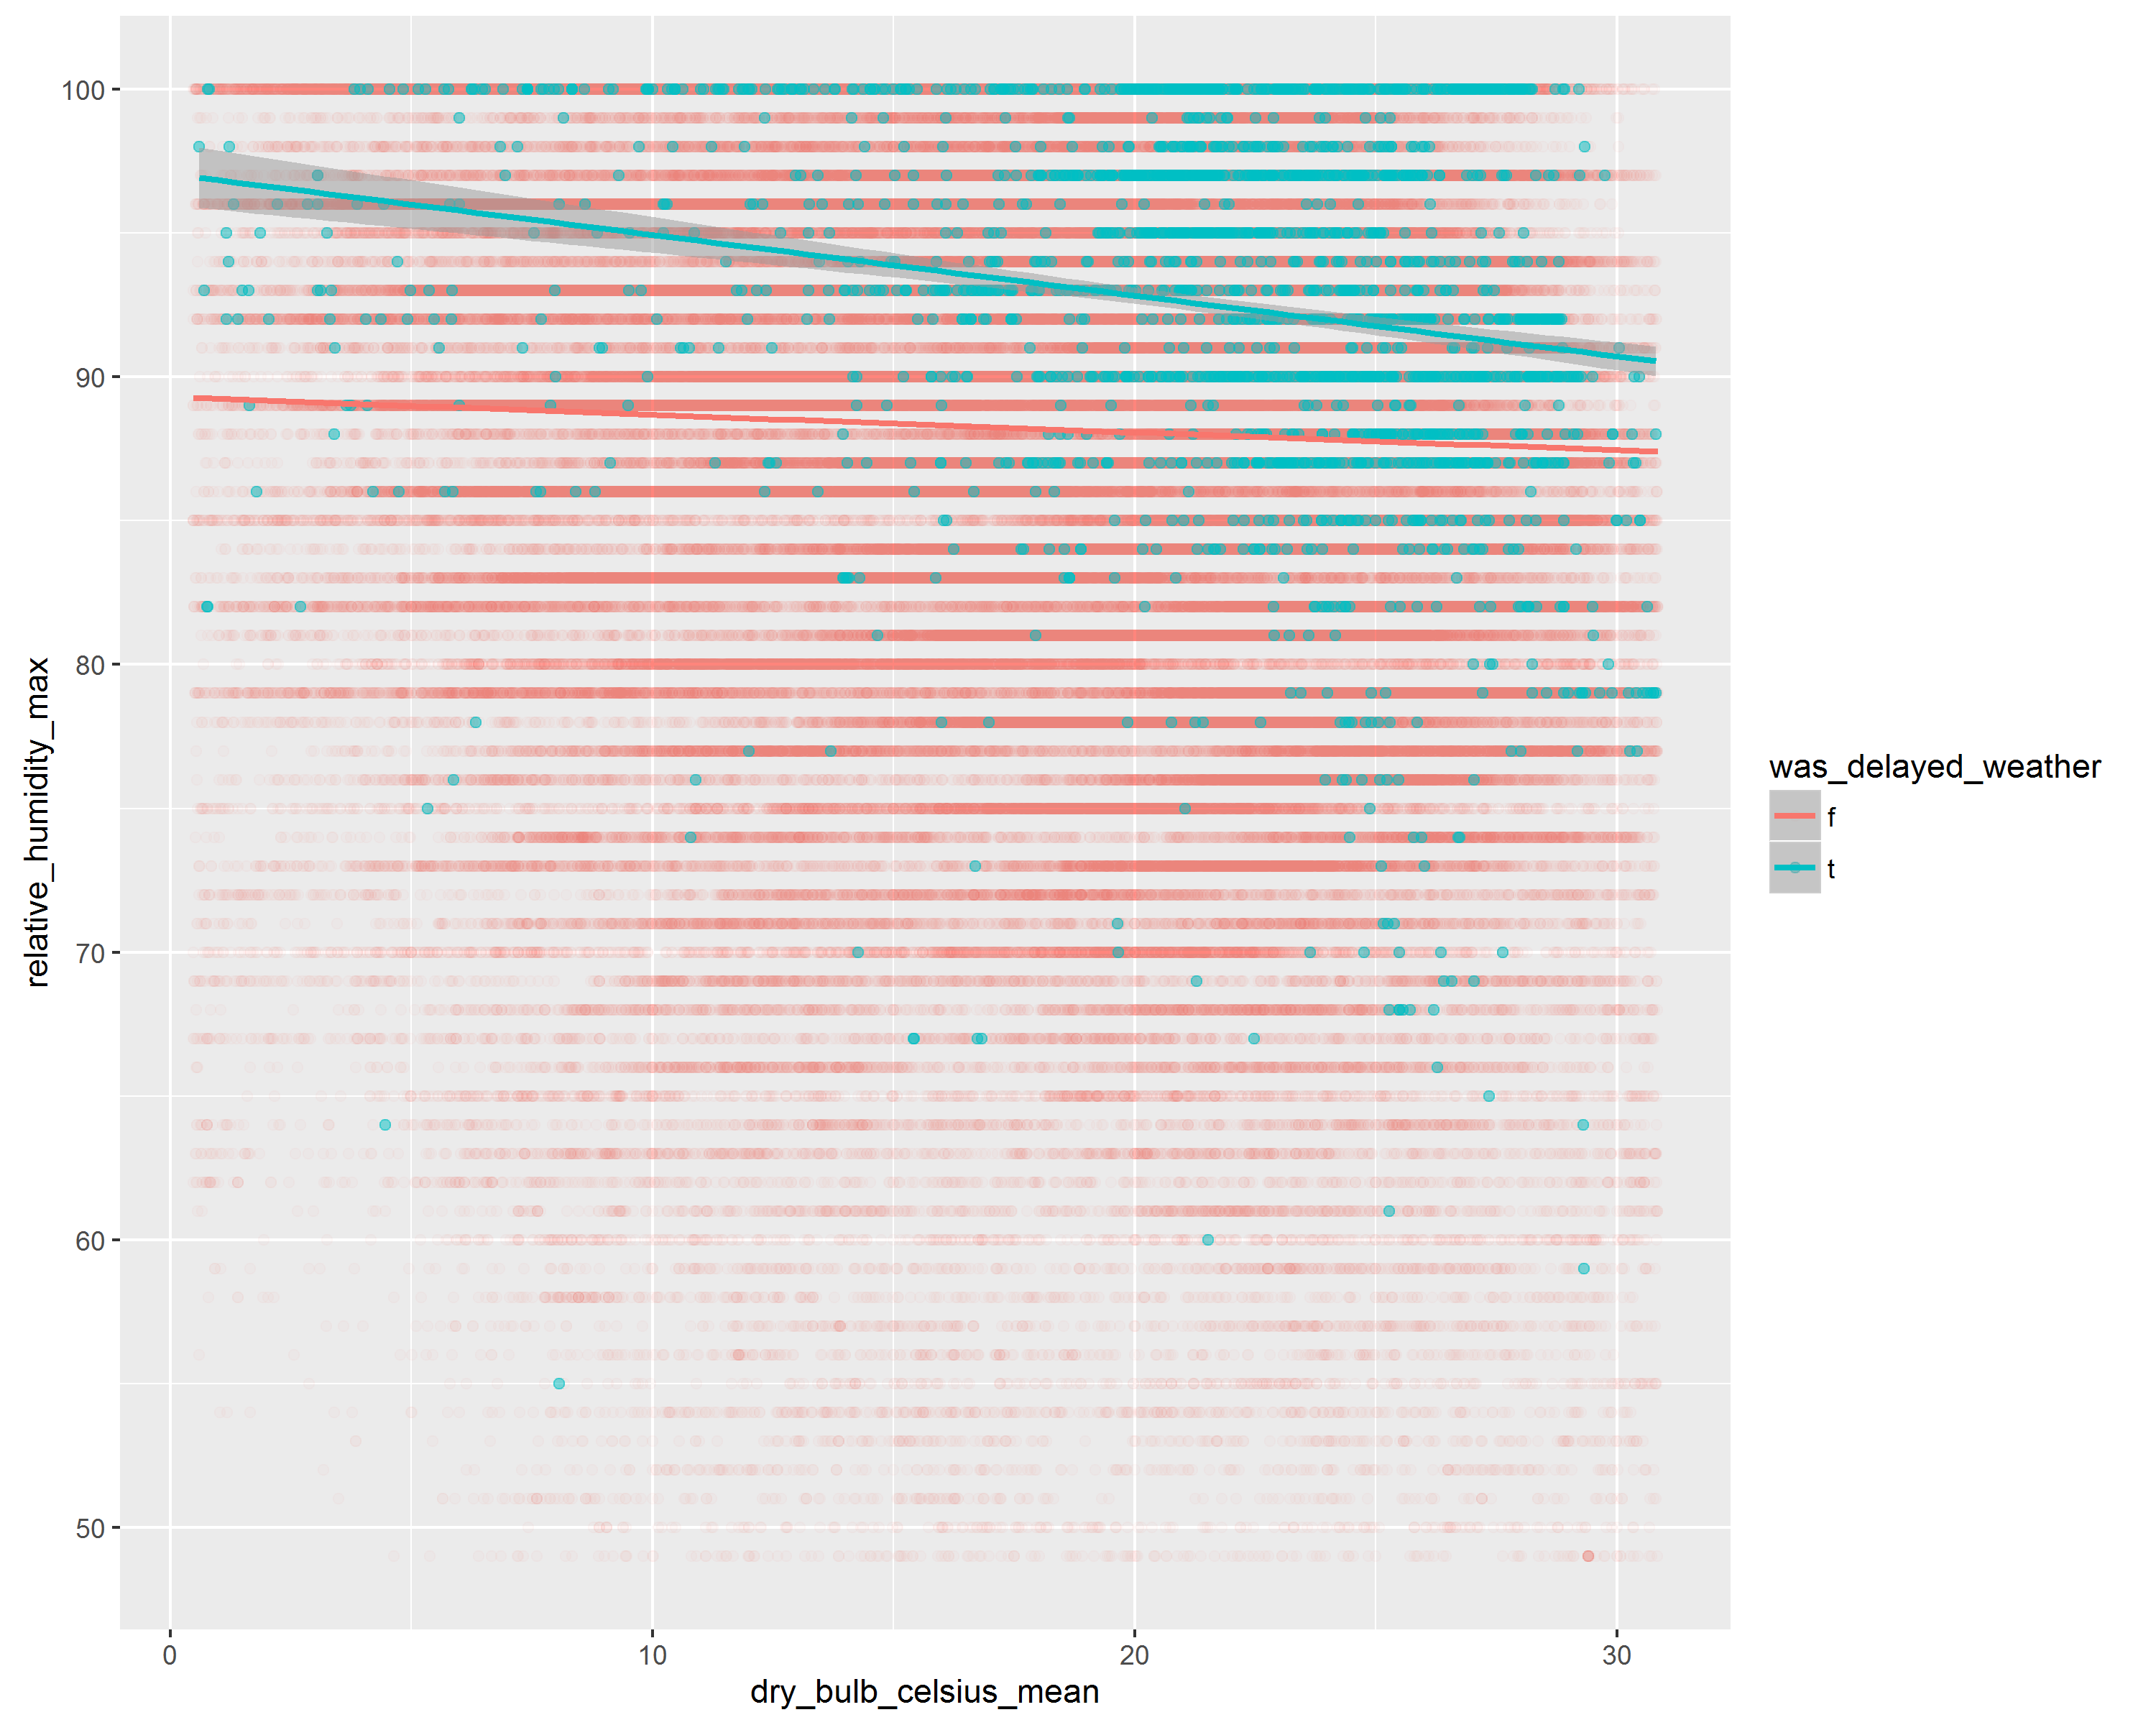 100
90
80
70
60
50
relative_humidity_max
0 10 20 30
dry_bulb_celsius_mean
was_delayed_weather
f
t